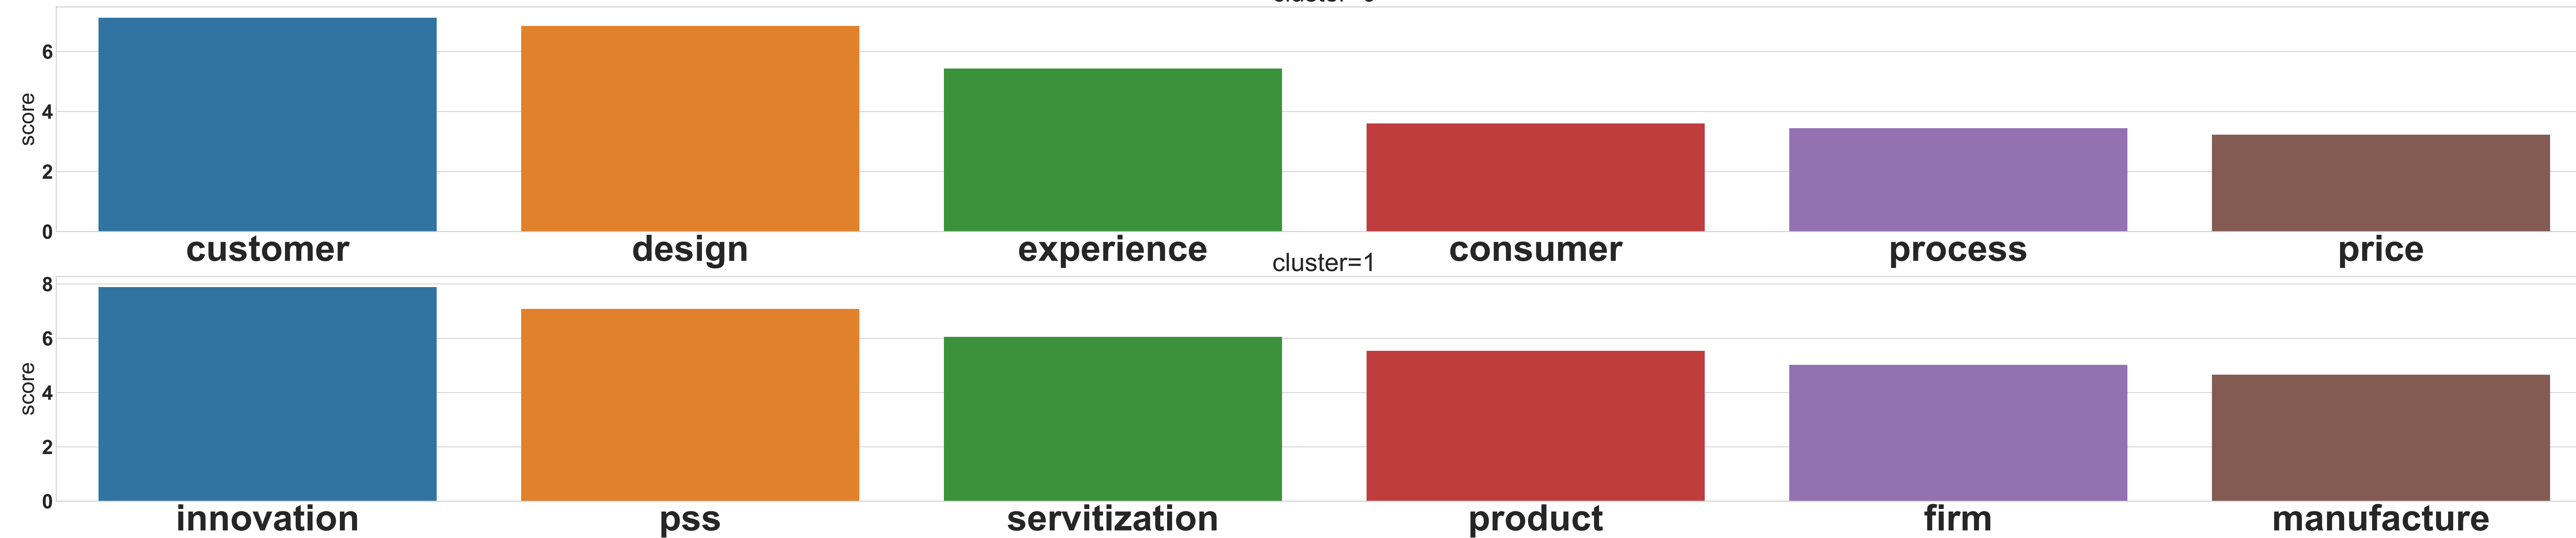 score
6
4
2
0
customer design experience consumer process price
cluster=1
score
8
6
4
2
0
innovation pss servitization product firm manufacture